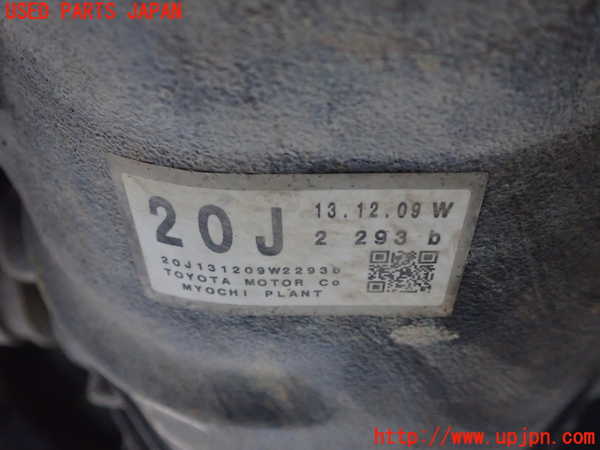 USED PARTS JAPAN
20J 13.12.09 W
2 293 b
20J131209W2293b
TOYOTA MOTOR Co
MYOCHI PLANT
http://www.upjpn.com/